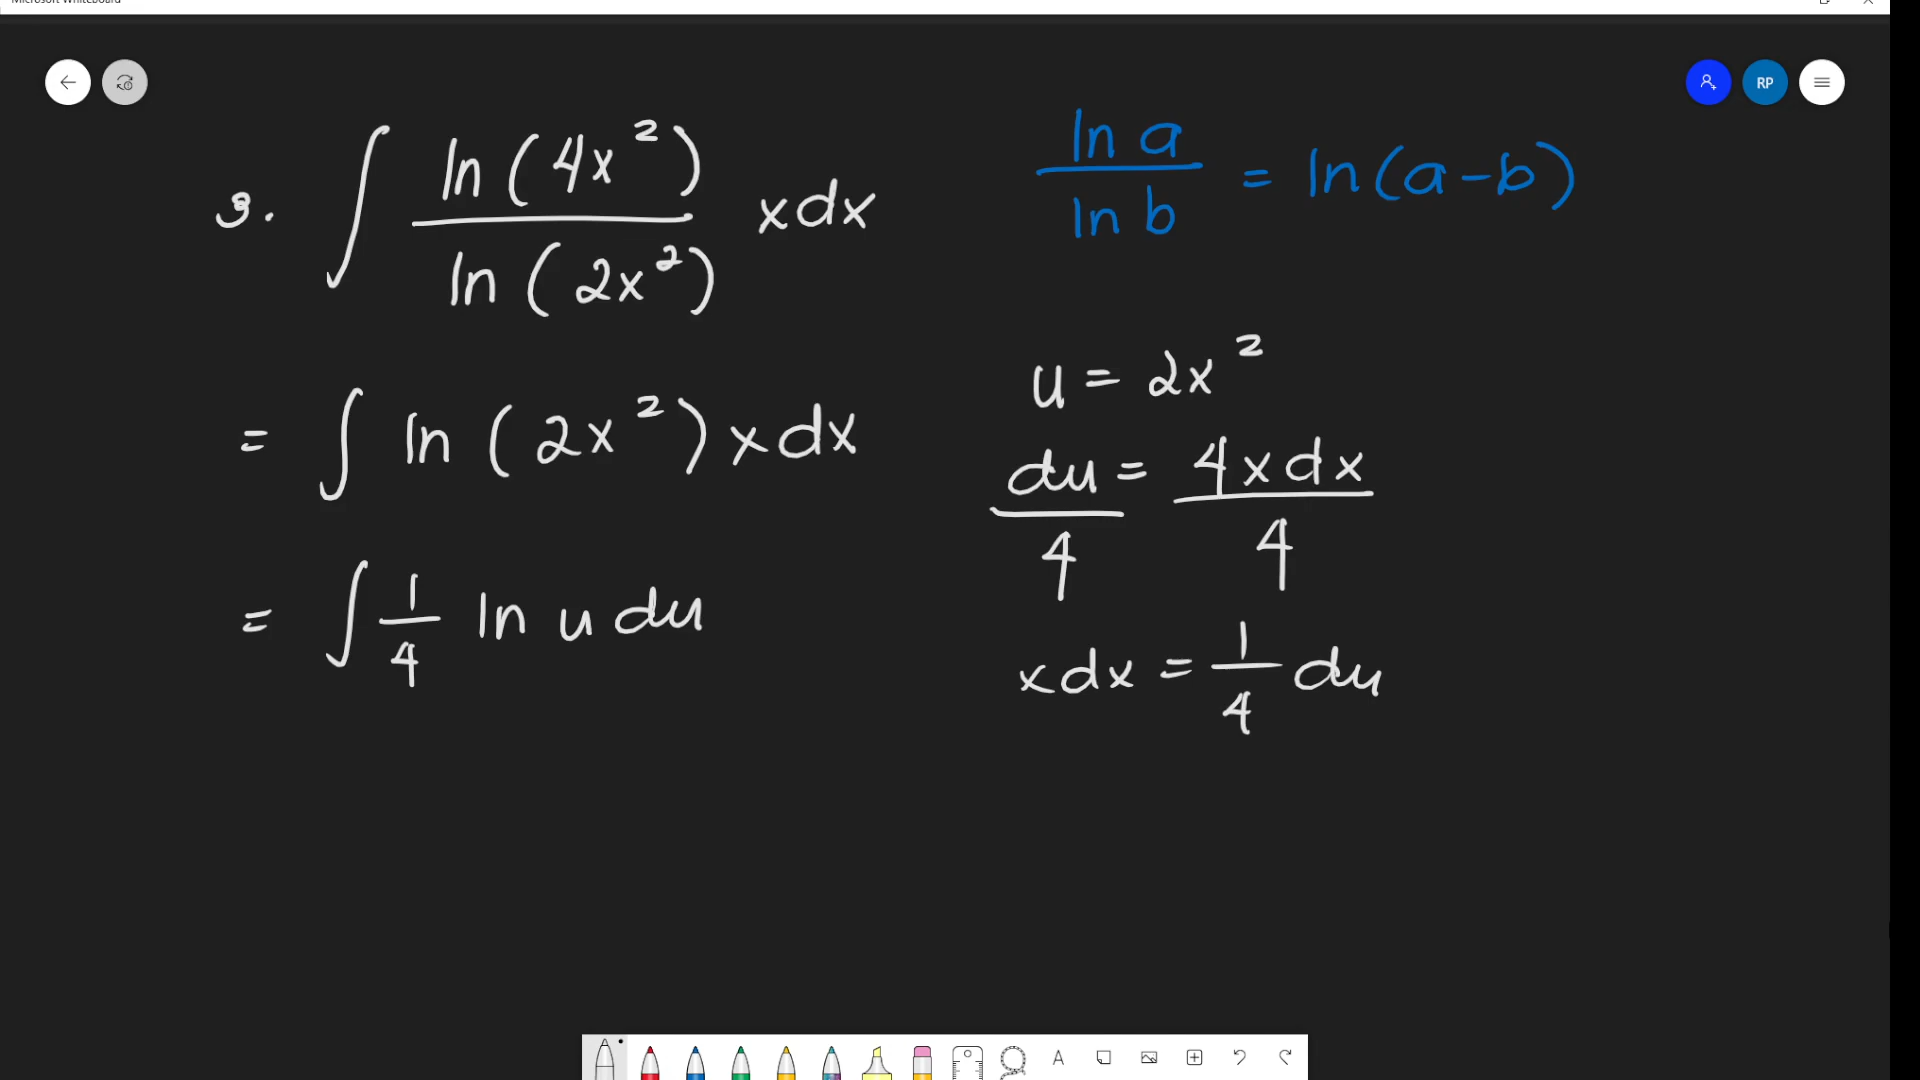 RP
3. ∫ ln(4x²)/ln(2x²) xdx
ln a/ln b = ln(a-b)
= ∫ ln(2x²)xdx
u = 2x²
du/4 = 4xdx/4
= ∫ 1/4 ln u du
xdx = 1/4 du